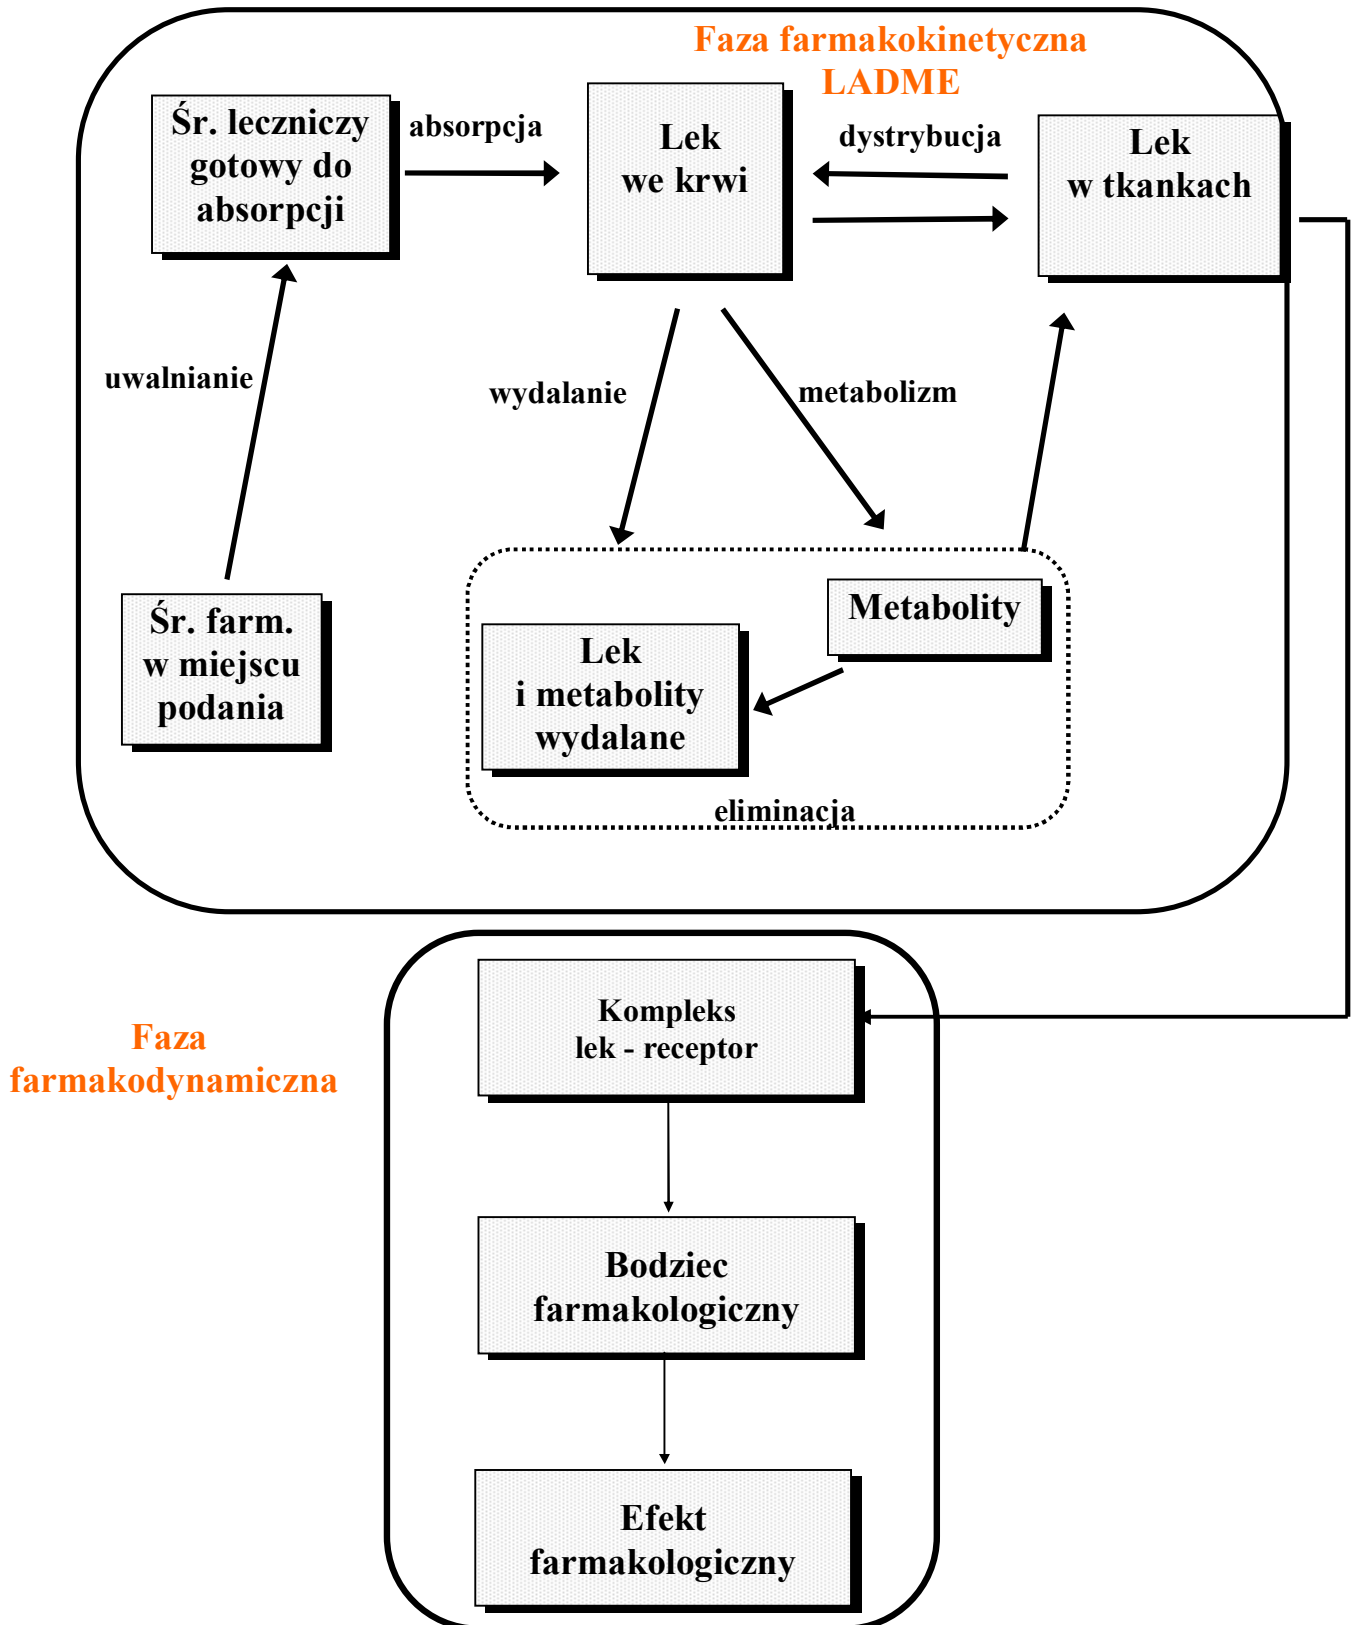 Faza farmakokinetyczna
LADME
Śr. leczniczy
gotowy do
absorpcji
absorpcja
Lek
we krwi
dystrybucja
Lek
w tkankach
uwalnianie
wydalanie
metabolizm
Śr. farm.
w miejscu
podania
Lek
i metabolity
wydalane
Metabolity
eliminacja
Faza
farmakodynamiczna
Kompleks
lek - receptor
Bodziec
farmakologiczny
Efekt
farmakologiczny